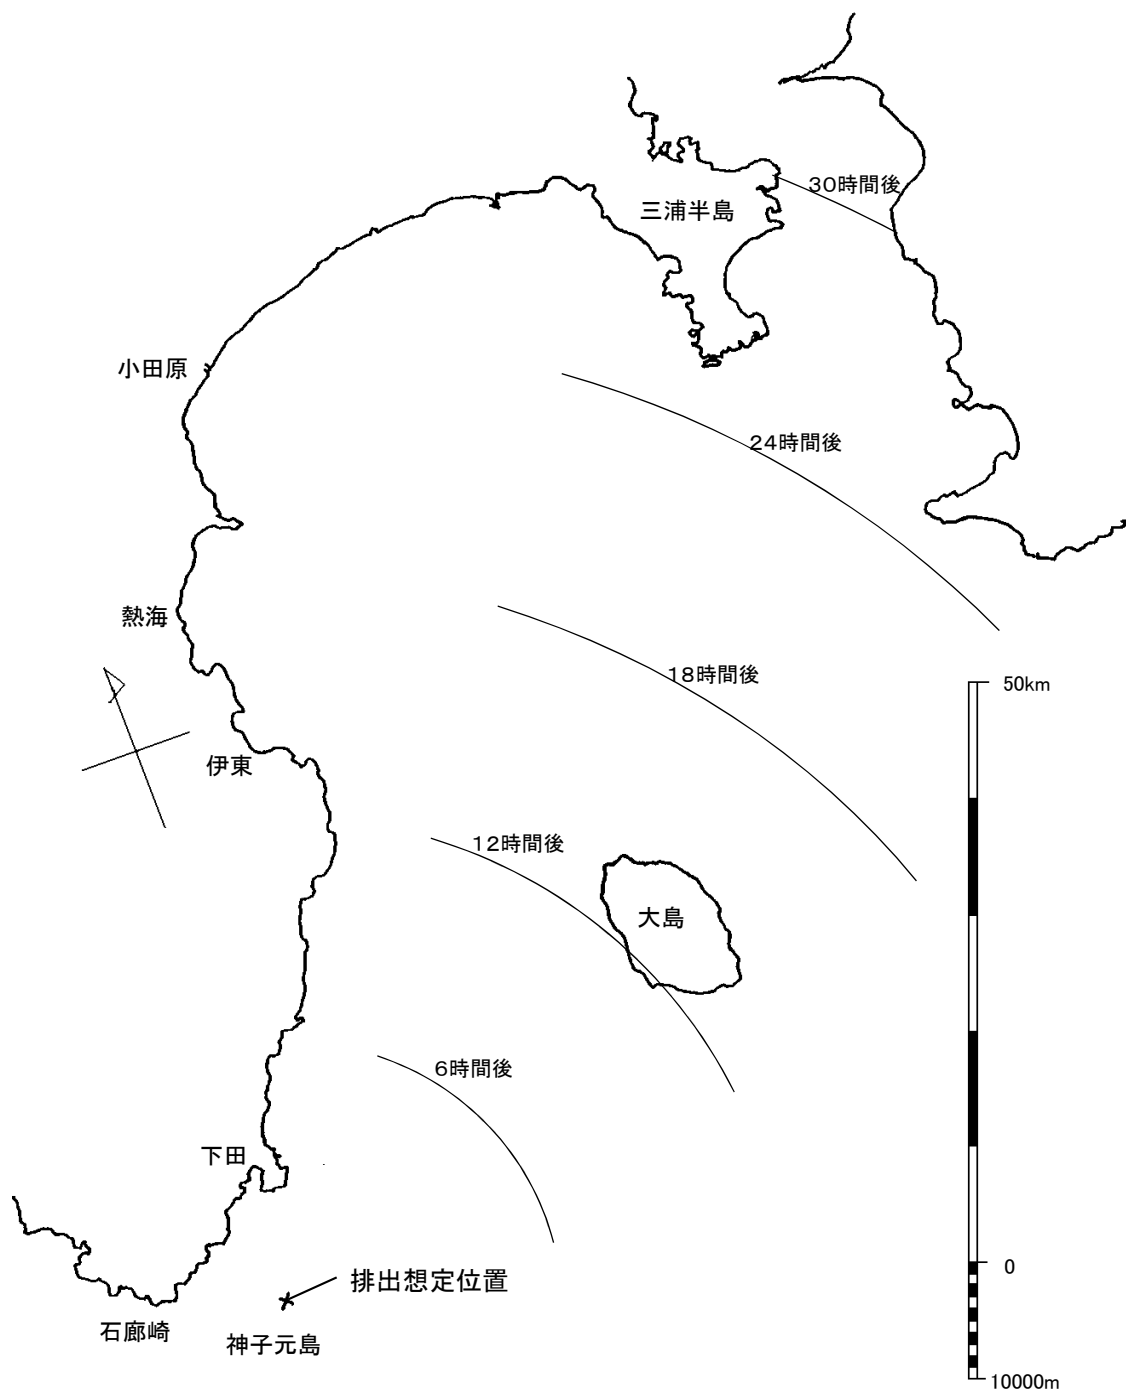 30時間後
三浦半島
小田原
24時間後
熱海
18時間後
50km
伊東
12時間後
大島
6時間後
下田
0
排出想定位置
石廊崎
神子元島
10000m